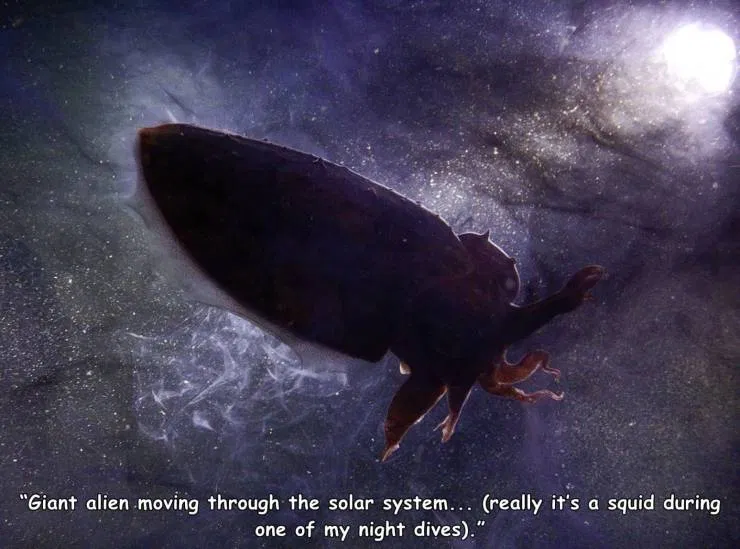 "Giant alien moving through the solar system... (really it's a squid during
one of my night dives)."